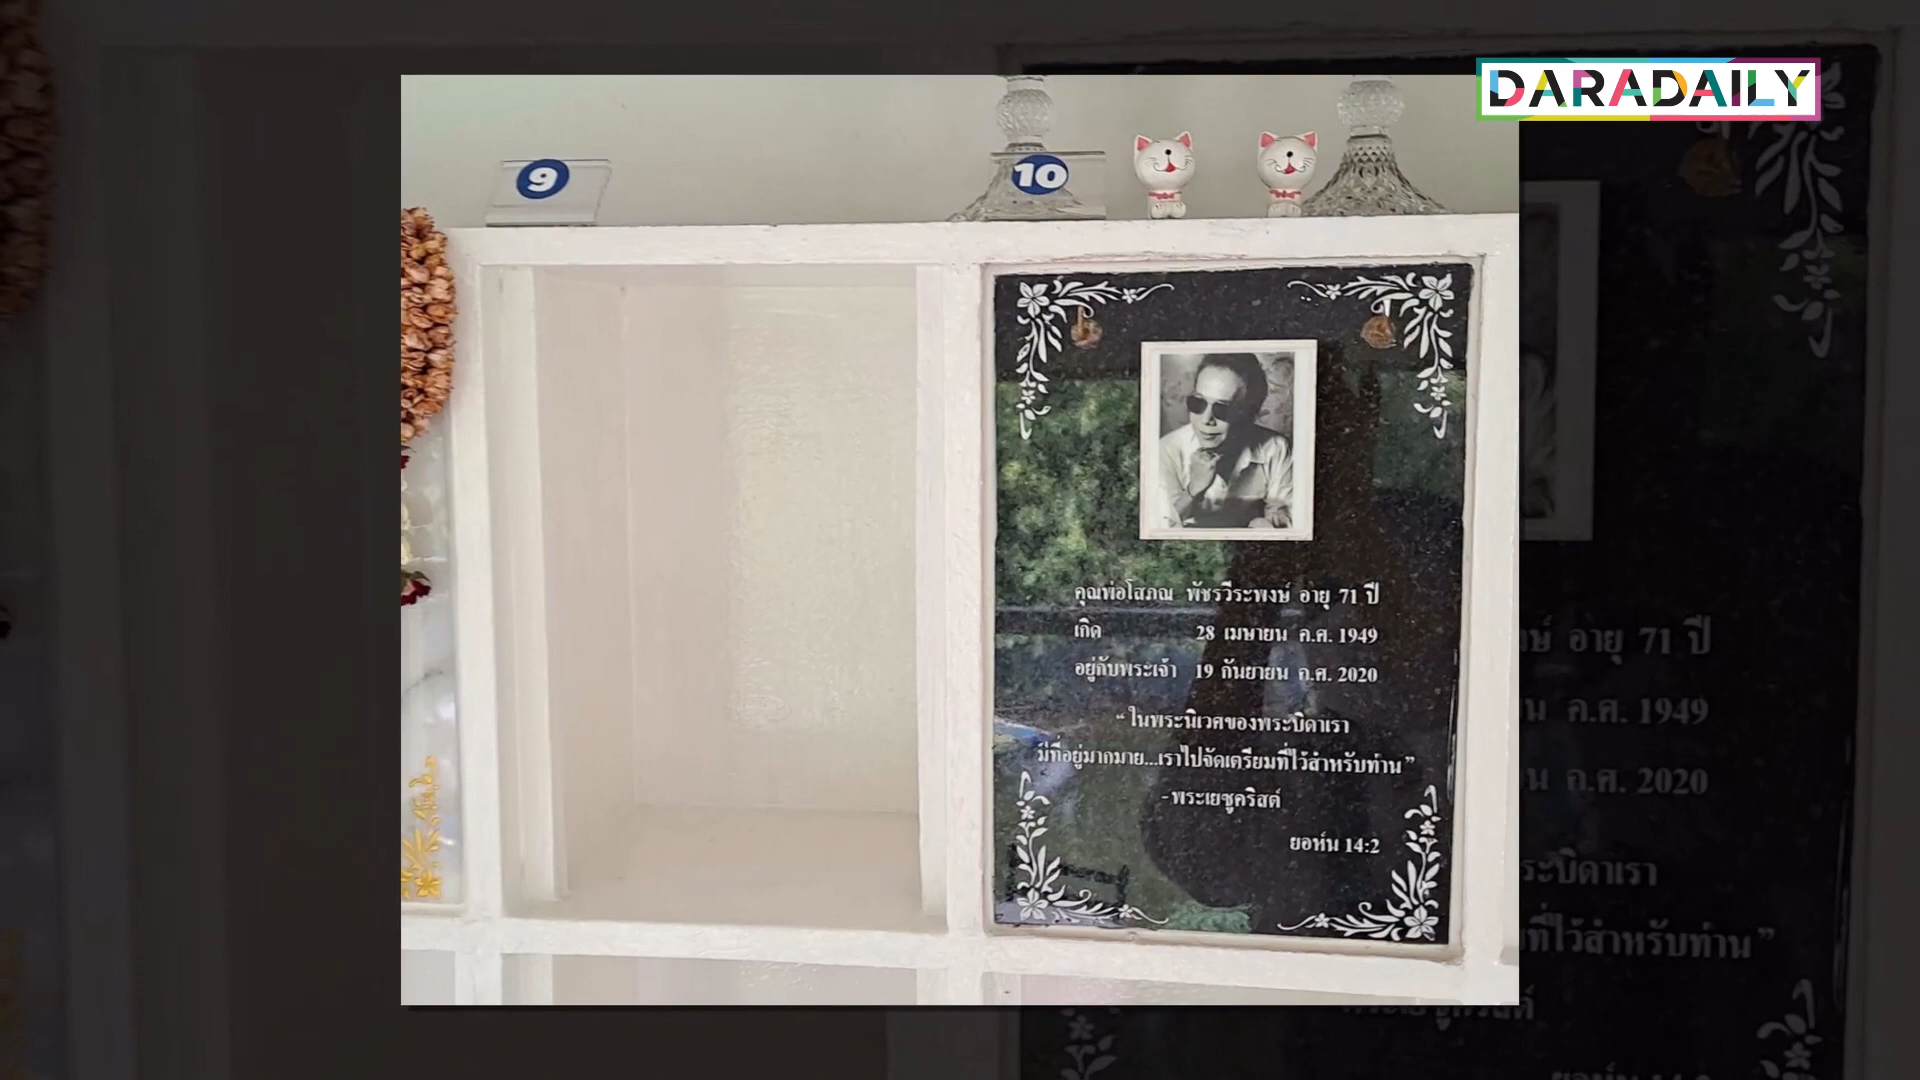 DARADAILY
9
10
คุณพ่อโสภณ พัชรวีระพงษ์ อายุ 71 ปี
เกิด 28 เมษายน ค.ศ. 1949
อยู่กับพระเจ้า 19 กันยายน ค.ศ. 2020
“ ในพระนิเวศของพระบิดาเรา
มีที่อยู่มากมาย...เราไปจัดเตรียมที่ไว้สำหรับท่าน ”
- พระเยซูคริสต์
ยอห์น 14:2